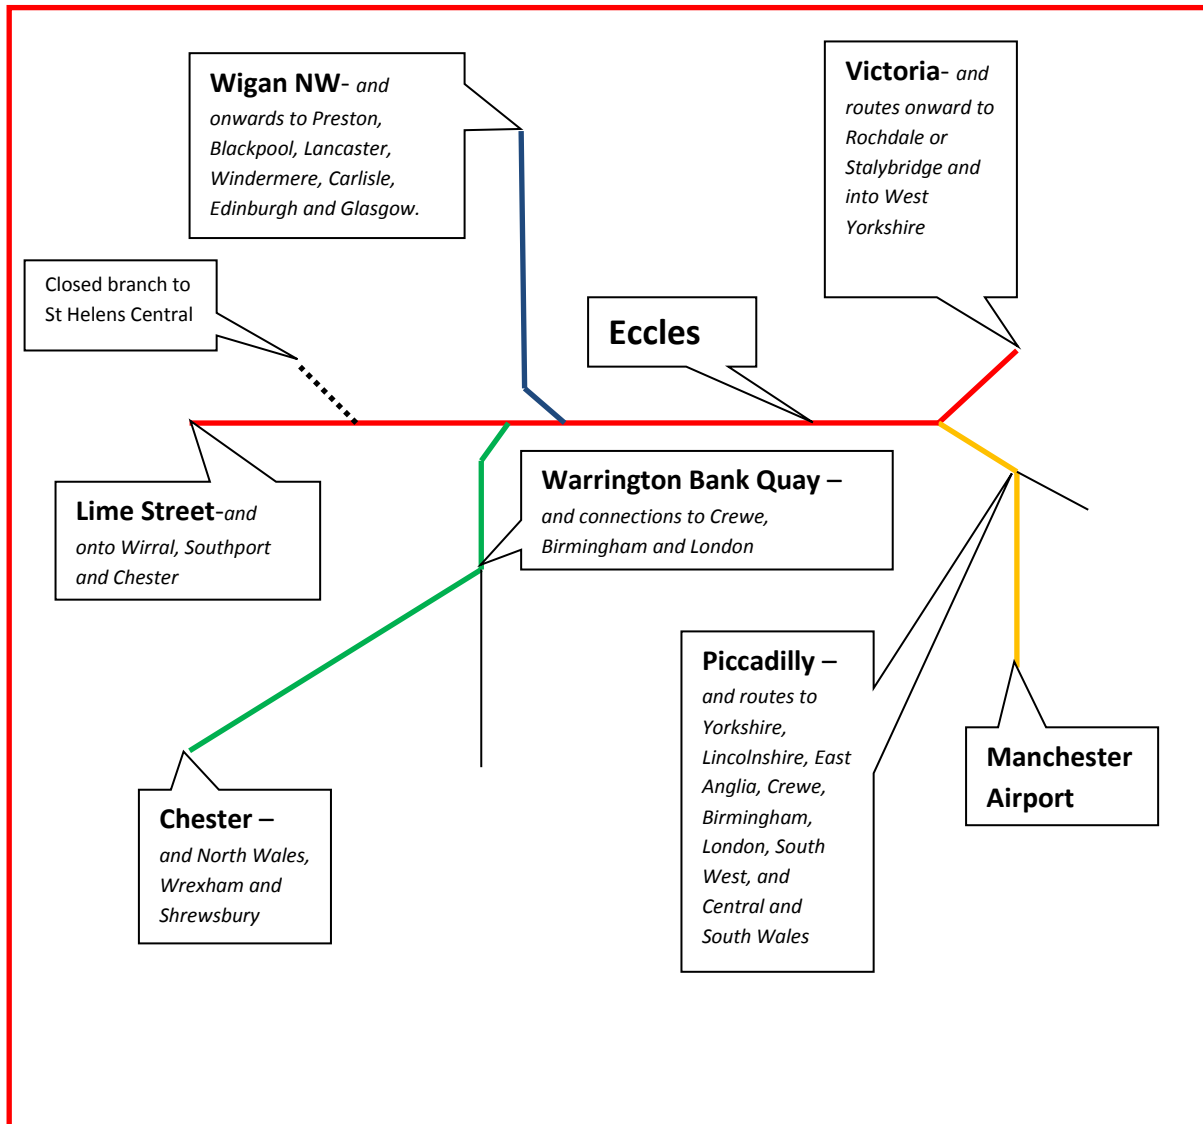 Wigan NW- and
onwards to Preston,
Blackpool, Lancaster,
Windermere, Carlisle,
Edinburgh and Glasgow.
Victoria- and
routes onward to
Rochdale or
Stalybridge and
into West
Yorkshire
Closed branch to
St Helens Central
Eccles
Lime Street-and
onto Wirral, Southport
and Chester
Warrington Bank Quay –
and connections to Crewe,
Birmingham and London
Piccadilly –
and routes to
Yorkshire,
Lincolnshire, East
Anglia, Crewe,
Birmingham,
London, South
West, and
Central and
South Wales
Manchester
Airport
Chester –
and North Wales,
Wrexham and
Shrewsbury